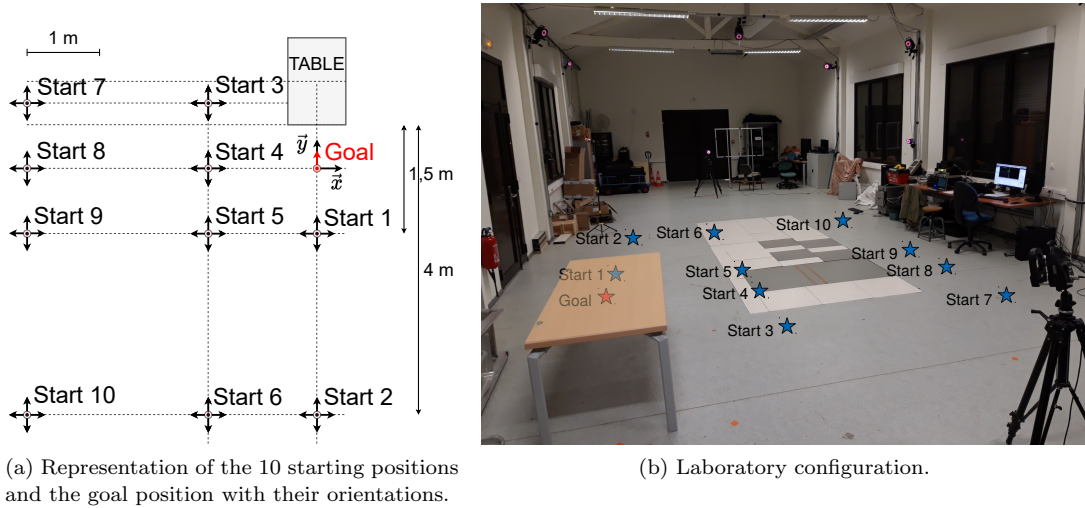 1 m
TABLE
Start 7
Start 3
Start 8
Start 4
y⃗
Goal
x⃗
1,5 m
Start 9
Start 5
Start 1
4 m
Start 10
Start 6
Start 2
Start 10
Start 6
Start 2
Start 9
Start 5
Start 8
Start 1
Start 4
Start 7
Goal
Start 3
(a) Representation of the 10 starting positions
and the goal position with their orientations.
(b) Laboratory configuration.